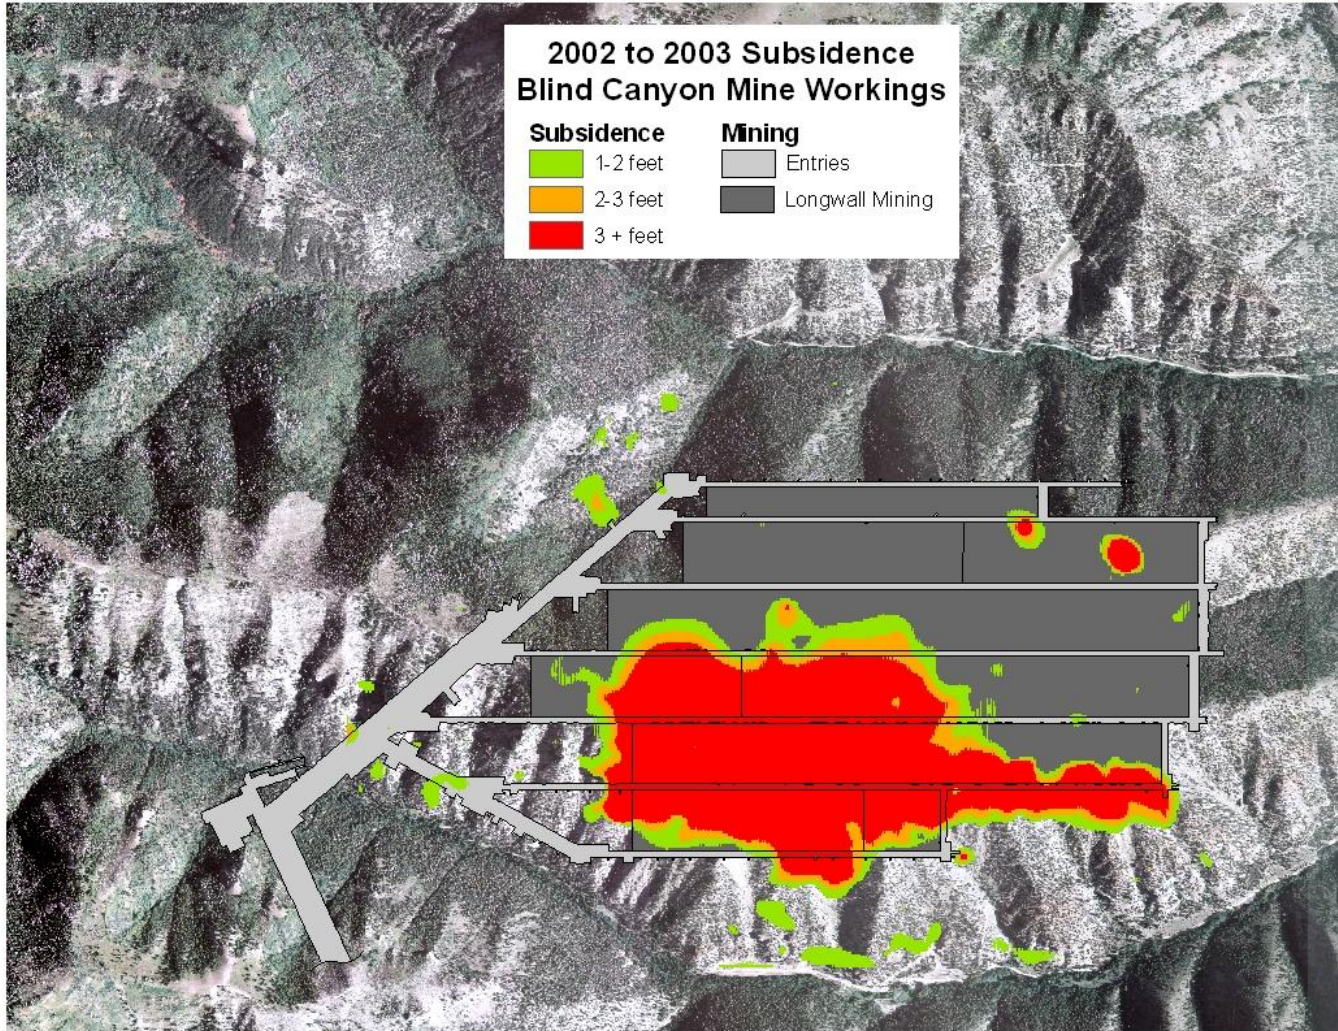 2002 to 2003 Subsidence
Blind Canyon Mine Workings
Subsidence
Mining
1-2 feet
Entries
2-3 feet
Longwall Mining
3 + feet